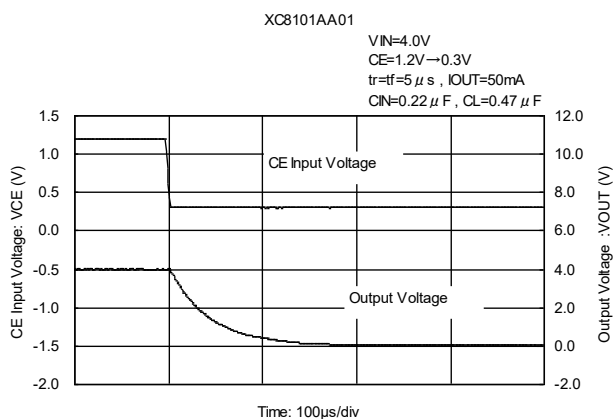 XC8101AA01
VIN=4.0V
CE=1.2V→0.3V
tr=tf=5μs , IOUT=50mA
CIN=0.22μF , CL=0.47μF
CE Input Voltage: VCE (V)
1.5
1.0
0.5
0.0
-0.5
-1.0
-1.5
-2.0
CE Input Voltage
Output Voltage
12.0
10.0
8.0
6.0
4.0
2.0
0.0
-2.0
Output Voltage :VOUT (V)
Time: 100μs/div